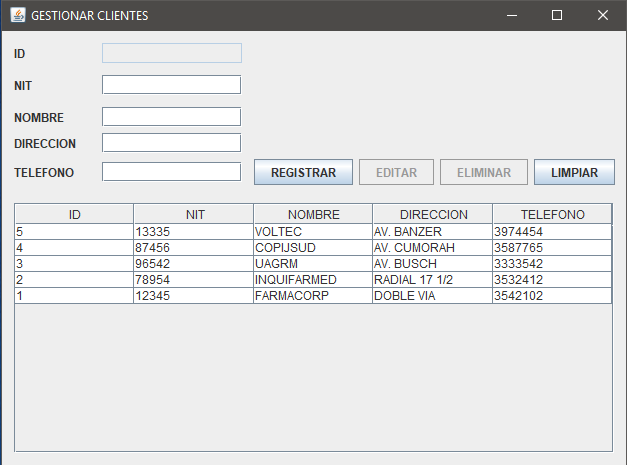 GESTIONAR CLIENTES
ID
NIT
NOMBRE
DIRECCION
TELEFONO REGISTRAR EDITAR ELIMINAR LIMPIAR
ID NIT NOMBRE DIRECCION TELEFONO
5 13335 VOLTEC AV. BANZER 3974454
4 87456 COPIJSUD AV. CUMORAH 3587765
3 96542 UAGRM AV. BUSCH 3333542
2 78954 INQUIFARMED RADIAL 17 1/2 3532412
1 12345 FARMACORP DOBLE VIA 3542102